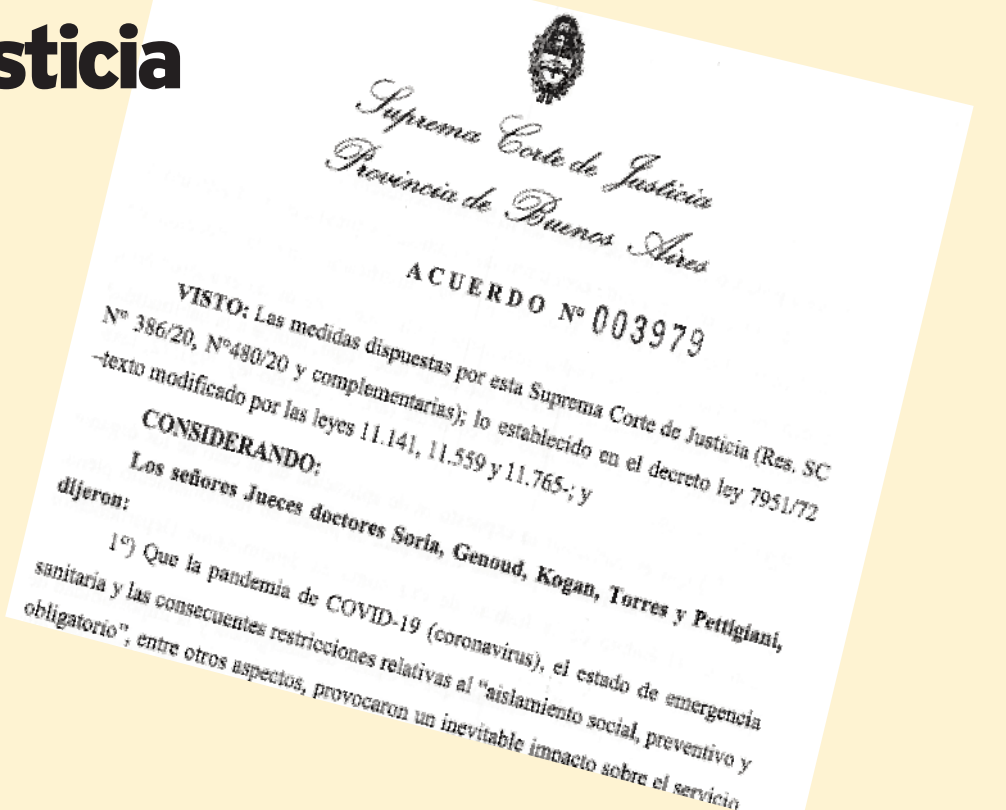 sticia
Suprema Corte de Justicia
Provincia de Buenos Aires
ACUERDO Nº 003979
VISTO: Las medidas dispuestas por esta Suprema Corte de Justicia (Res. SC
Nº 386/20, Nº480/20 y complementarias); lo establecido en el decreto ley 7951/72
–texto modificado por las leyes 11.141, 11.559 y 11.765-; y
CONSIDERANDO:
Los señores Jueces doctores Soria, Genoud, Kogan, Torres y Pettigiani,
dijeron:
1º) Que la pandemia de COVID-19 (coronavirus), el estado de emergencia
sanitaria y las consecuentes restricciones relativas al "aislamiento social, preventivo y
obligatorio", entre otros aspectos, provocaron un inevitable impacto sobre el servicio